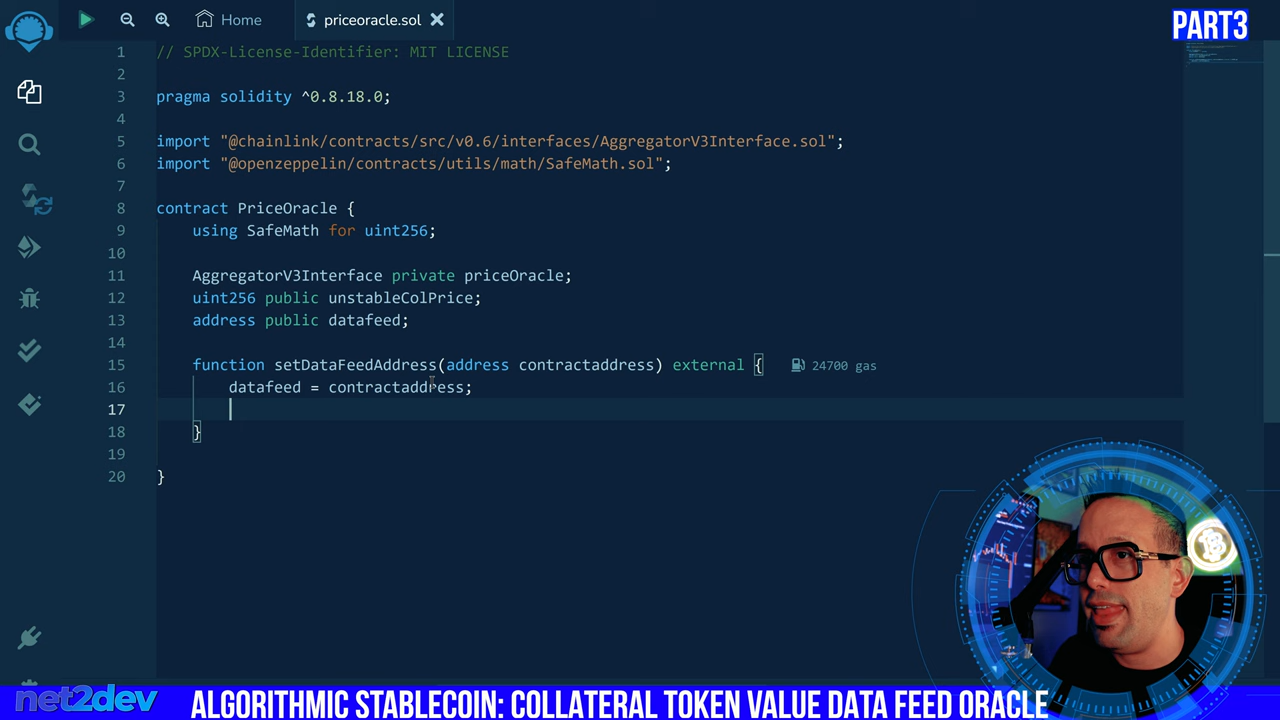 Home
priceoracle.sol
PART3
1 // SPDX-License-Identifier: MIT LICENSE
2
3 pragma solidity ^0.8.18.0;
4
5 import "@chainlink/contracts/src/v0.6/interfaces/AggregatorV3Interface.sol";
6 import "@openzeppelin/contracts/utils/math/SafeMath.sol";
7
8 contract PriceOracle {
9 using SafeMath for uint256;
10
11 AggregatorV3Interface private priceOracle;
12 uint256 public unstableColPrice;
13 address public datafeed;
14
15 function setDataFeedAddress(address contractaddress) external { 24700 gas
16 datafeed = contractaddress;
17
18 }
19
20 }
net2dev
ALGORITHMIC STABLECOIN: COLLATERAL TOKEN VALUE DATA FEED ORACLE